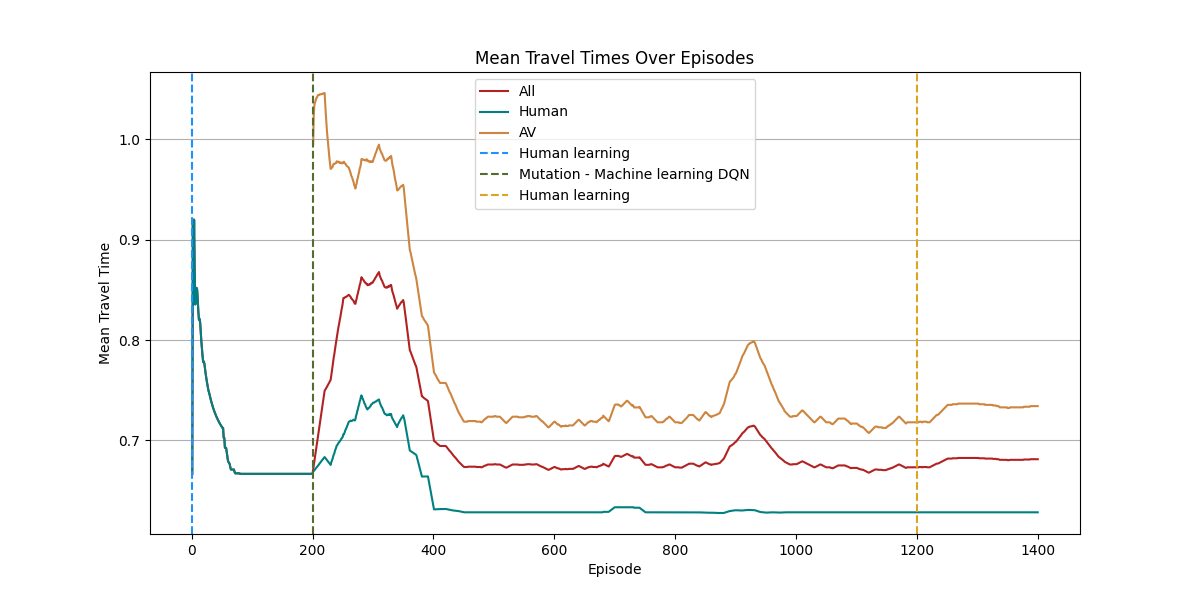 Mean Travel Times Over Episodes
All
Human
AV
Human learning
Mutation - Machine learning DQN
Human learning
Mean Travel Time
1.0
0.9
0.8
0.7
0 200 400 600 800 1000 1200 1400
Episode